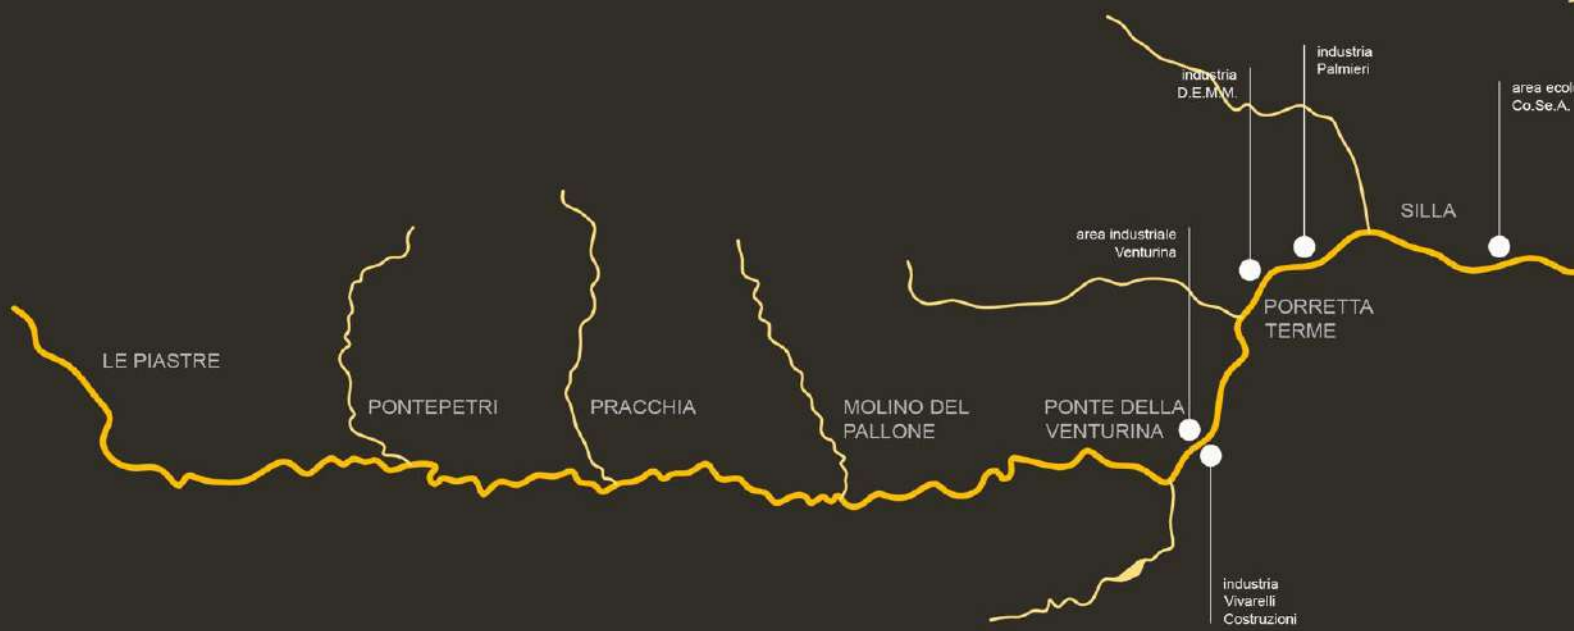 industria
Palmieri
industria
D.E.M.M.
Co.Se.A.
area
SILLA
area industriale
Venturina
PORRETTA
TERME
LE PIASTRE
PONTEPETRI
PRACCHIA
MOLINO DEL
PALLONE
PONTE DELLA
VENTURINA
industria
Vivarelli
Costruzioni